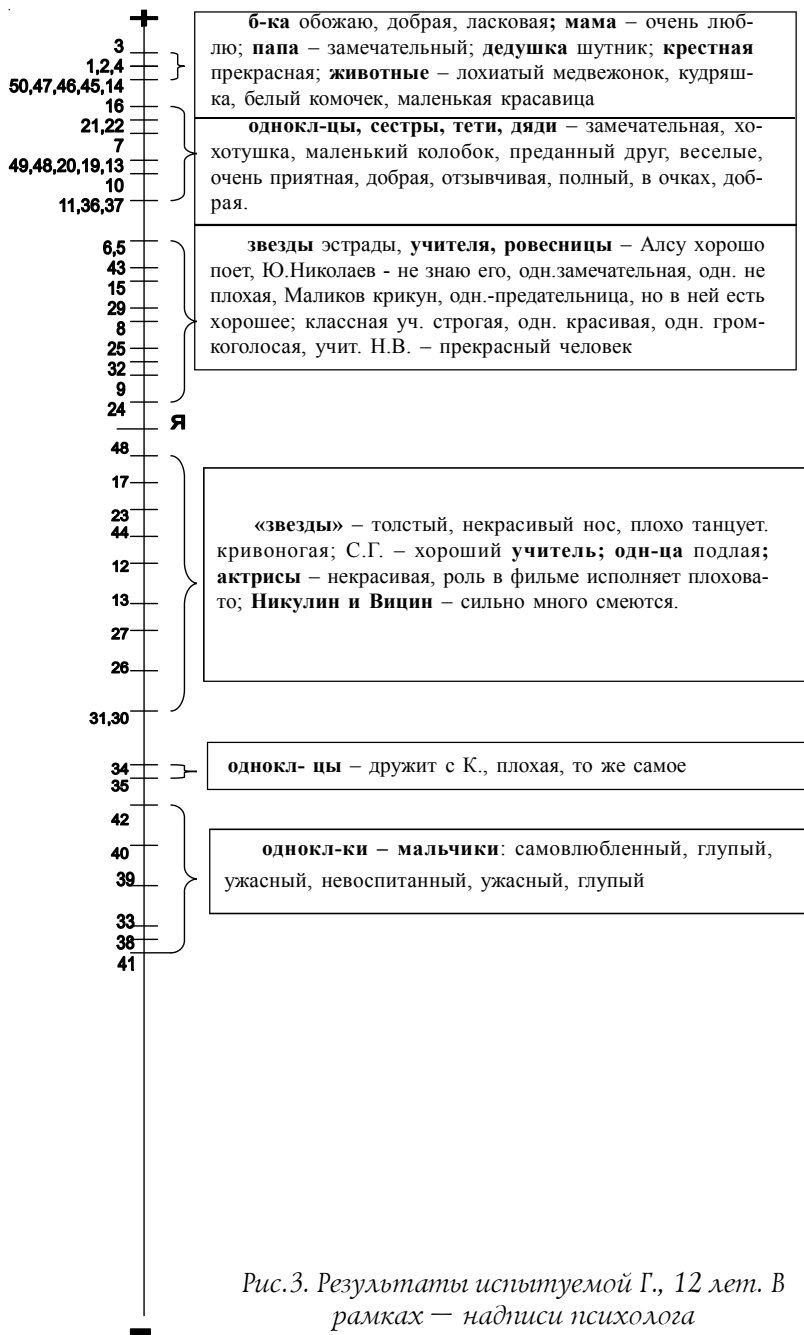 +
б-ка обожаю, добрая, ласковая; мама – очень люб-
лю; папа – замечательный; дедушка шутник; крестная
прекрасная; животные – лохиатый медвежонок, кудряш-
ка, белый комочек, маленькая красавица
3
1,2,4
50,47,46,45,14
16
21,22
7
49,48,20,19,13
10
11,36,37
однокл-цы, сестры, тети, дяди – замечательная, хо-
хотушка, маленький колобок, преданный друг, веселые,
очень приятная, добрая, отзывчивая, полный, в очках, доб-
рая.
6,5
43
15
29
8
25
32
9
24
звезды эстрады, учителя, ровесницы – Алсу хорошо
поет, Ю.Николаев - не знаю его, одн.замечательная, одн. не
плохая, Маликов крикун, одн.-предательница, но в ней есть
хорошее; классная уч. строгая, одн. красивая, одн. гром-
коголосая, учит. Н.В. – прекрасный человек
Я
48
17
23
44
12
13
27
26
31,30
«звезды» – толстый, некрасивый нос, плохо танцует.
кривоногая; С.Г. – хороший учитель; одн-ца подлая;
актрисы – некрасивая, роль в фильме исполняет плохова-
то; Никулин и Вицин – сильно много смеются.
34
35
однокл- цы – дружит с К., плохая, то же самое
42
40
39
33
38
41
однокл-ки – мальчики: самовлюбленный, глупый,
ужасный, невоспитанный, ужасный, глупый
Рис.3. Результаты испытуемой Г., 12 лет. В
рамках — надписи психолога
–